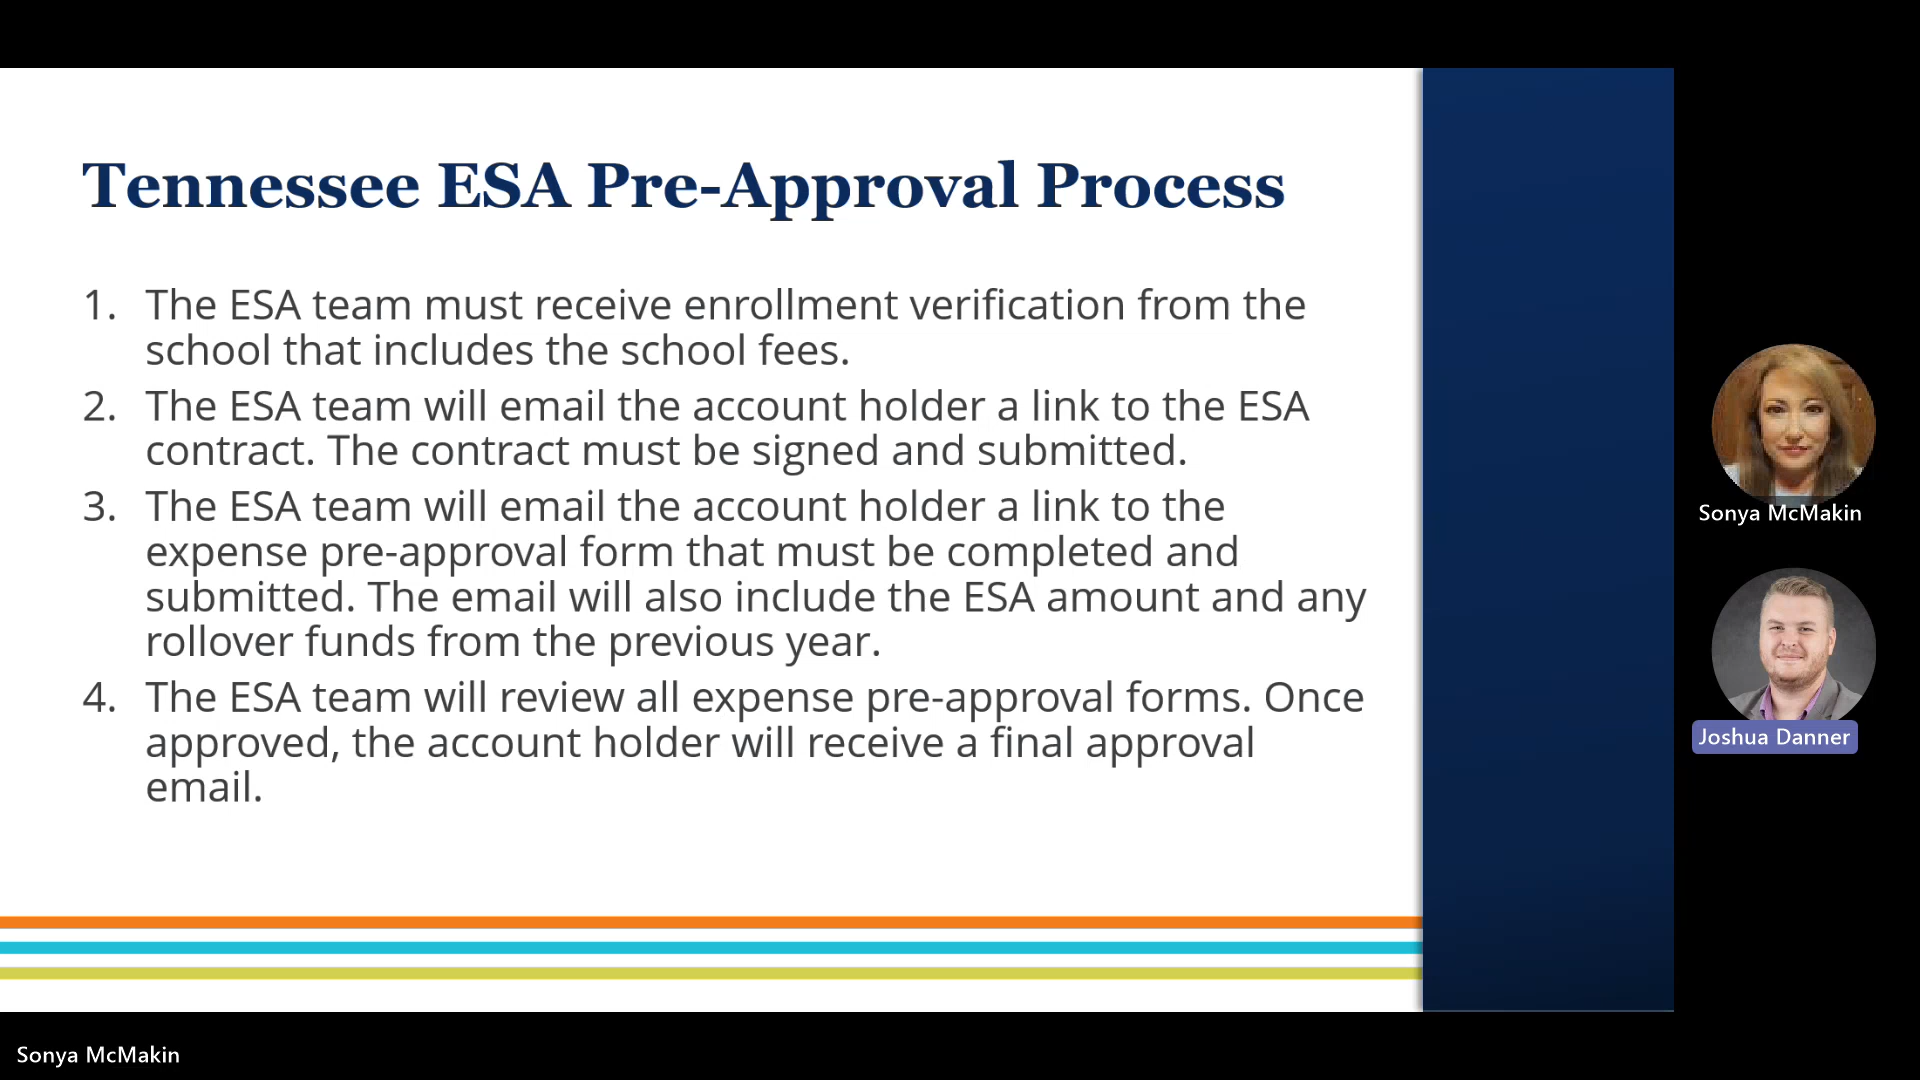 Tennessee ESA Pre-Approval Process
1. The ESA team must receive enrollment verification from the
school that includes the school fees.
2. The ESA team will email the account holder a link to the ESA
contract. The contract must be signed and submitted.
3. The ESA team will email the account holder a link to the
expense pre-approval form that must be completed and
submitted. The email will also include the ESA amount and any
rollover funds from the previous year.
4. The ESA team will review all expense pre-approval forms. Once
approved, the account holder will receive a final approval
email.
Sonya McMakin
Joshua Danner
Sonya McMakin